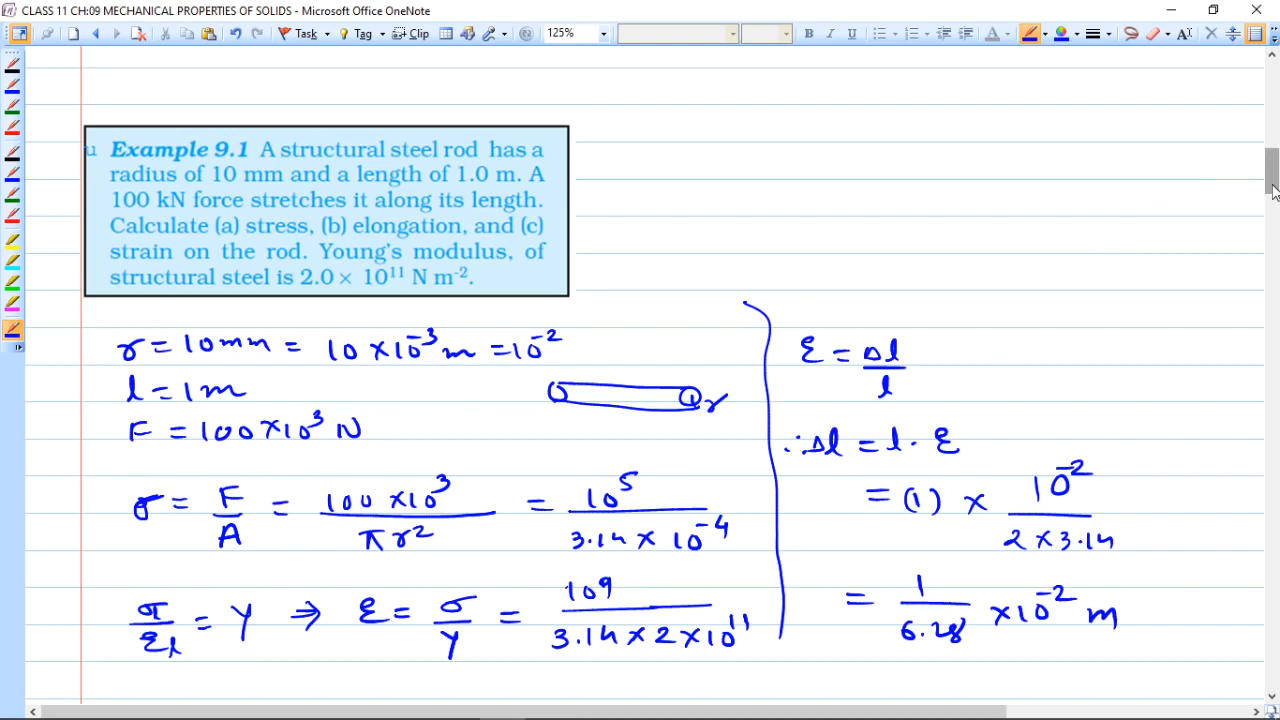 CLASS 11 CH:09 MECHANICAL PROPERTIES OF SOLIDS - Microsoft Office OneNote
Task Tag Clip 125% B I U A
u Example 9.1 A structural steel rod has a
radius of 10 mm and a length of 1.0 m. A
100 kN force stretches it along its length.
Calculate (a) stress, (b) elongation, and (c)
strain on the rod. Young's modulus, of
structural steel is 2.0 × 10¹¹ N m⁻².
r = 10mm = 10 × 10⁻³ m = 10⁻²
l = 1m
r
F = 100 × 10³ N
σ = F/A = 100 × 10³ / πr² = 10⁵ / 3.14 × 10⁻⁴
σ/εl = Y ⇒ ε = σ/Y = 10⁹ / 3.14 × 2 × 10¹¹
ε = Δl/l
∴ Δl = l · ε
= (1) × 10⁻² / 2 × 3.14
= 1/6.28 × 10⁻² m